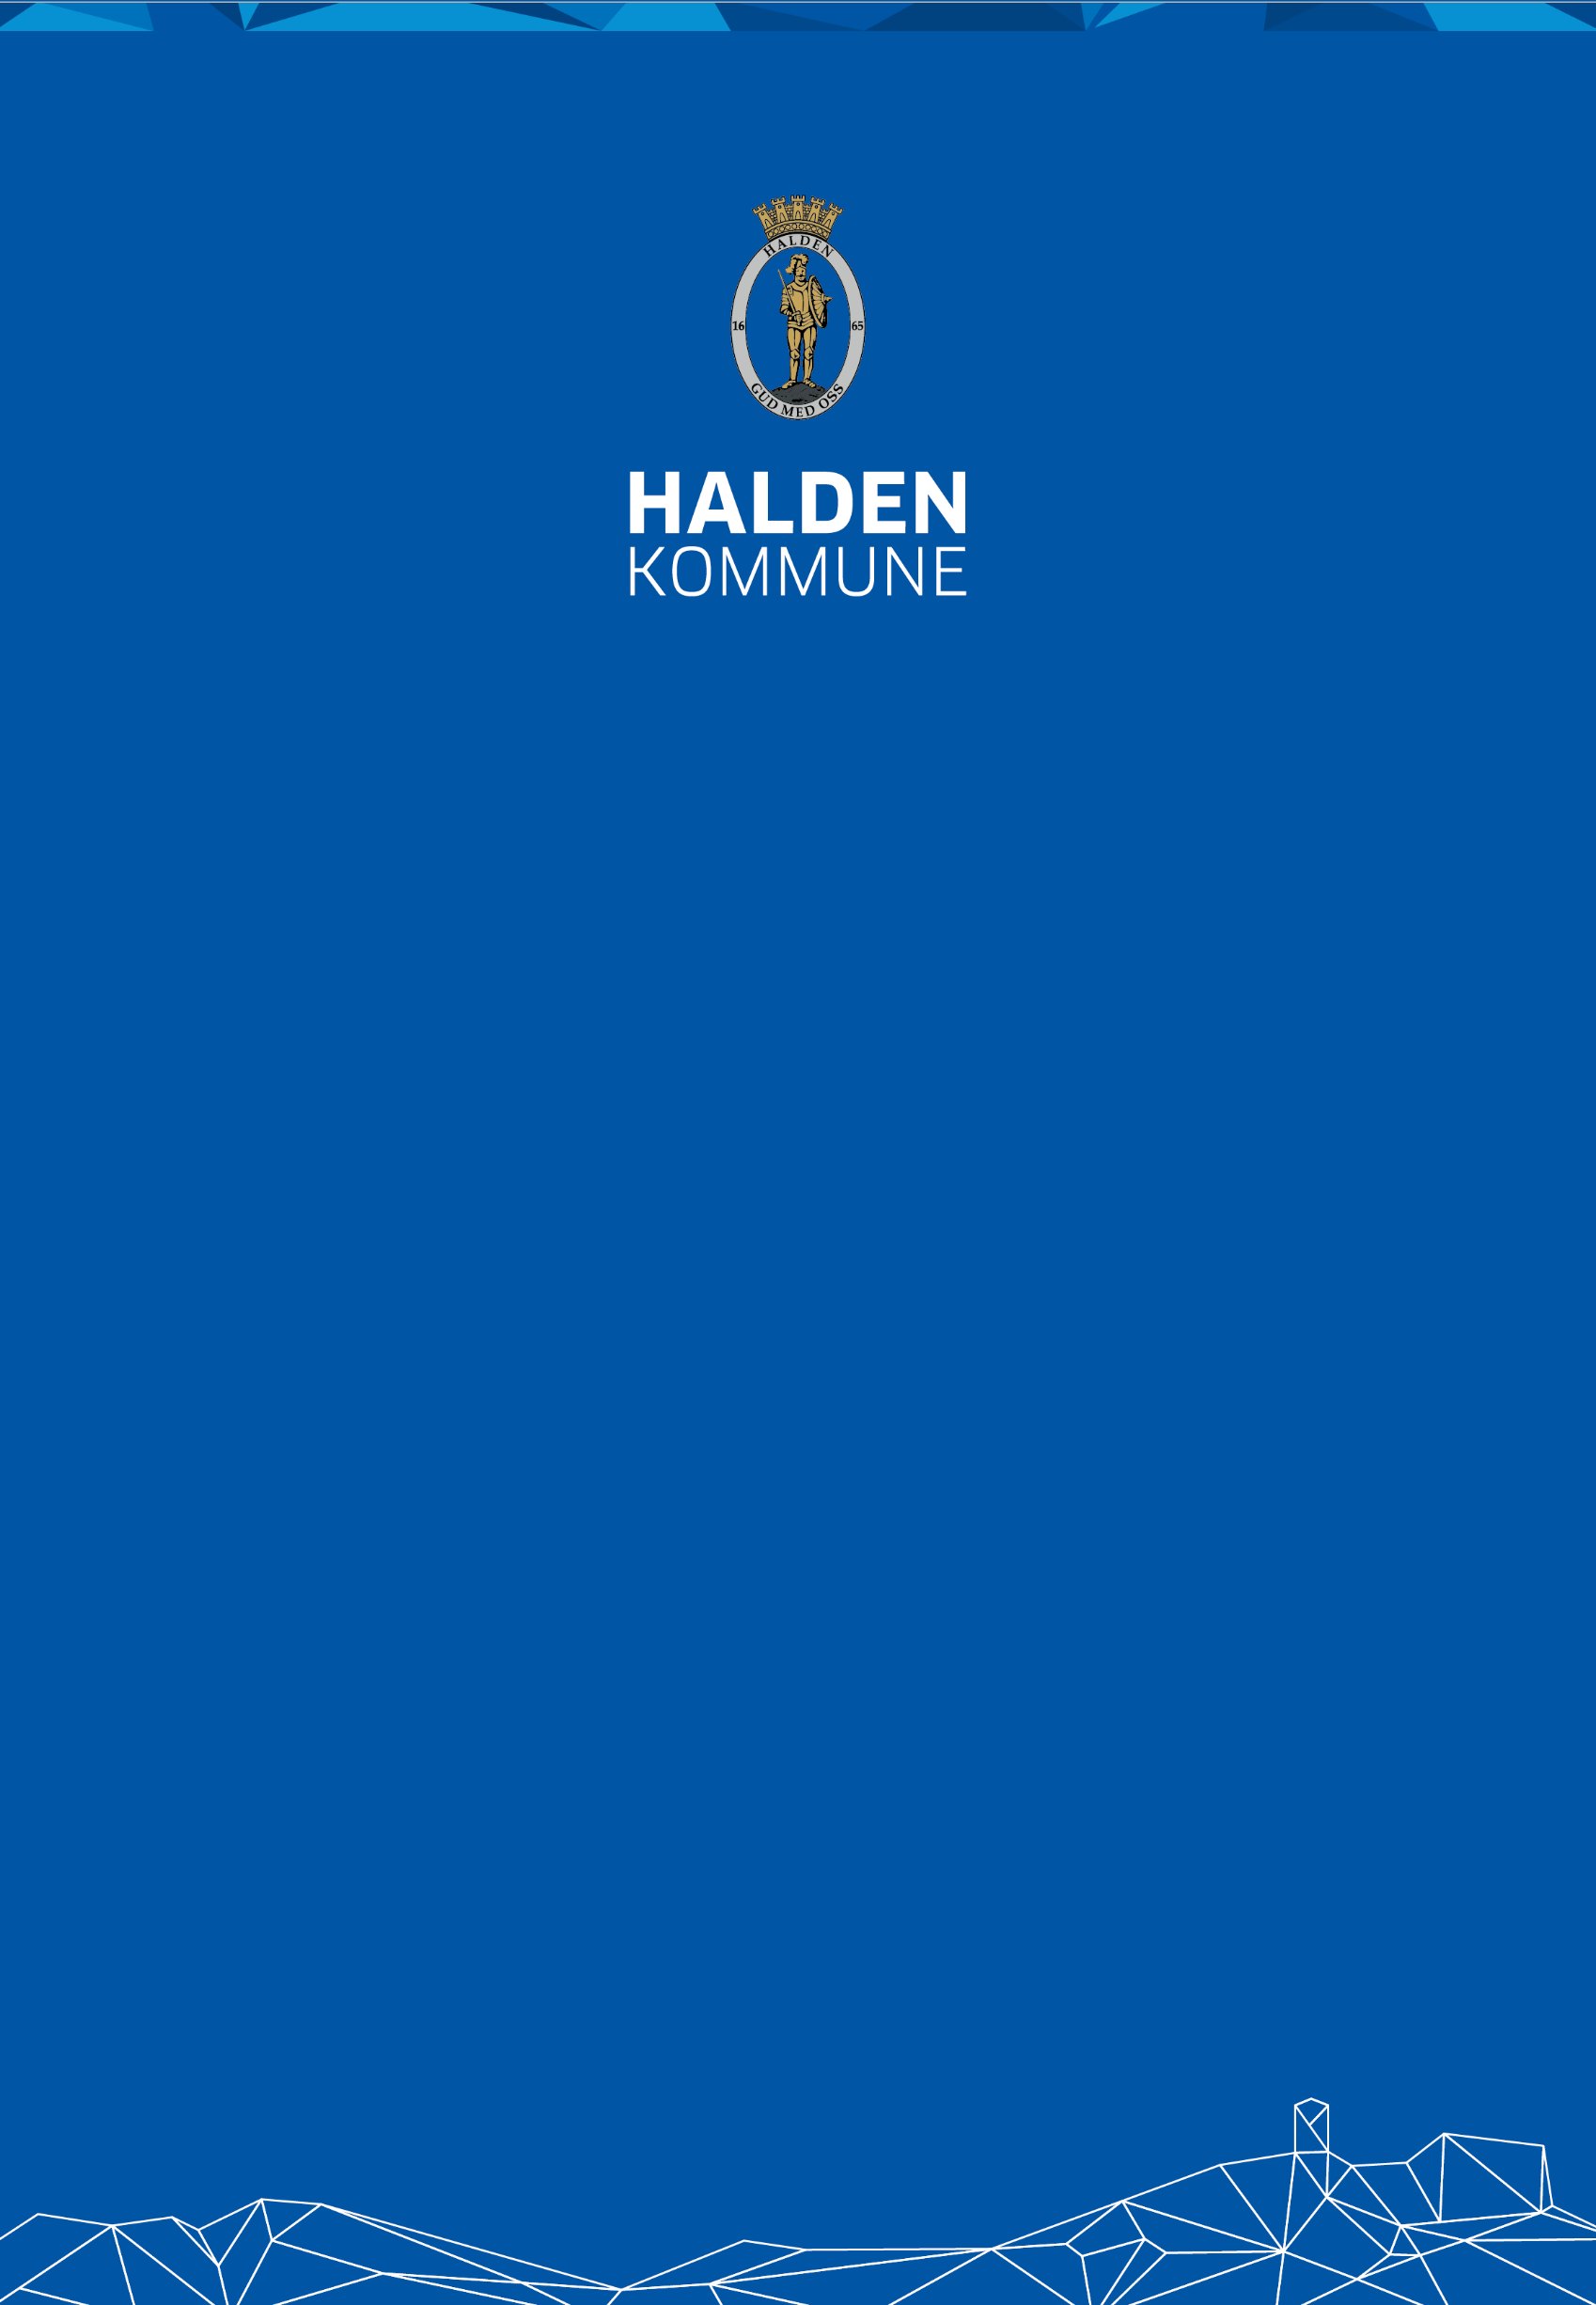 HALDEN
16 65
GUD MED OSS
HALDEN
KOMMUNE